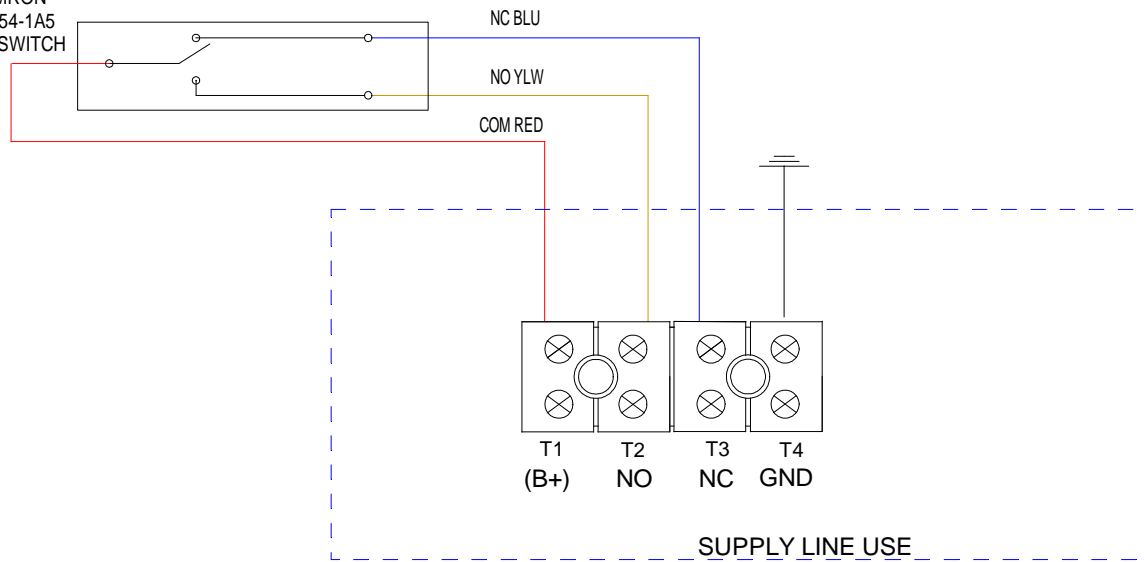 54-1A5
SWITCH
NC BLU
NO YLW
COM RED
T1
T2
T3
T4
(B+)
NO
NC
GND
SUPPLY LINE USE